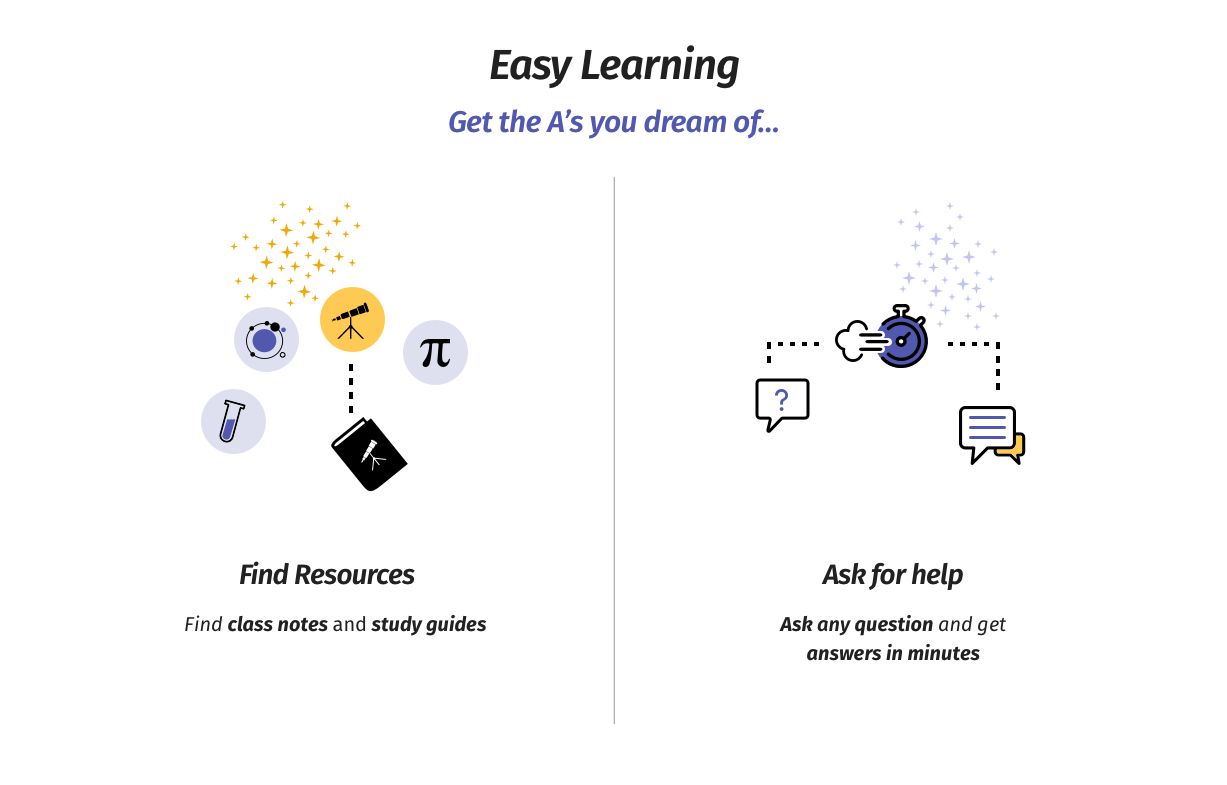 Easy Learning
Get the A’s you dream of...
π
?
Find Resources
Find class notes and study guides
Ask for help
Ask any question and get
answers in minutes